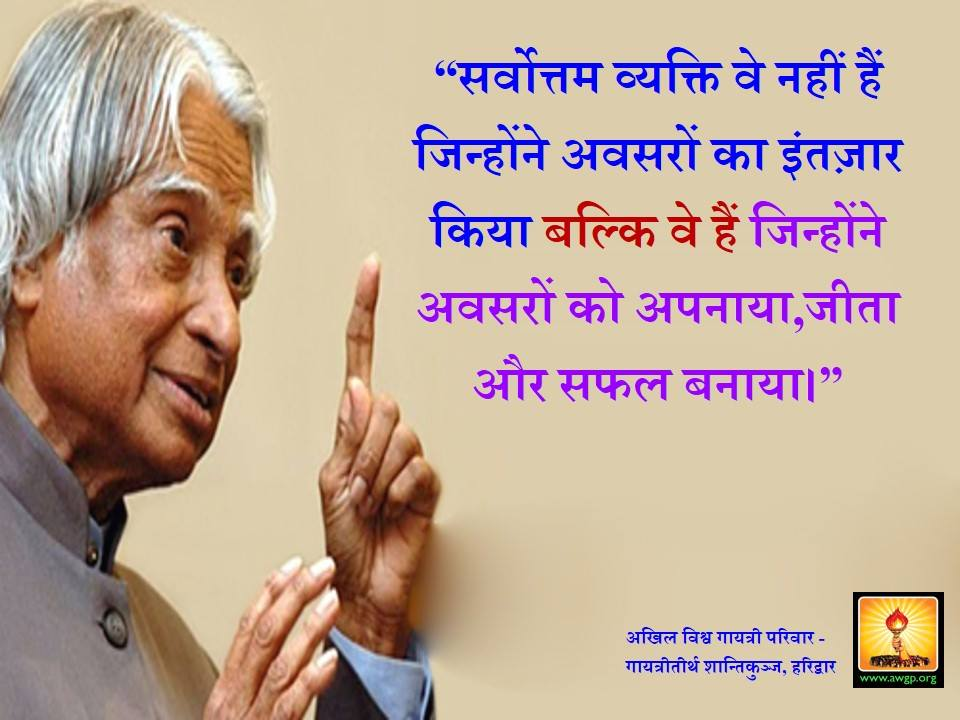 “सर्वोत्तम व्यक्ति वे नहीं हैं
जिन्होंने अवसरों का इंतज़ार
किया बल्कि वे हैं जिन्होंने
अवसरों को अपनाया,जीता
और सफल बनाया।”
अखिल विश्व गायत्री परिवार -
गायत्रीतीर्थ शान्तिकुञ्ज, हरिद्वार
www.awgp.org